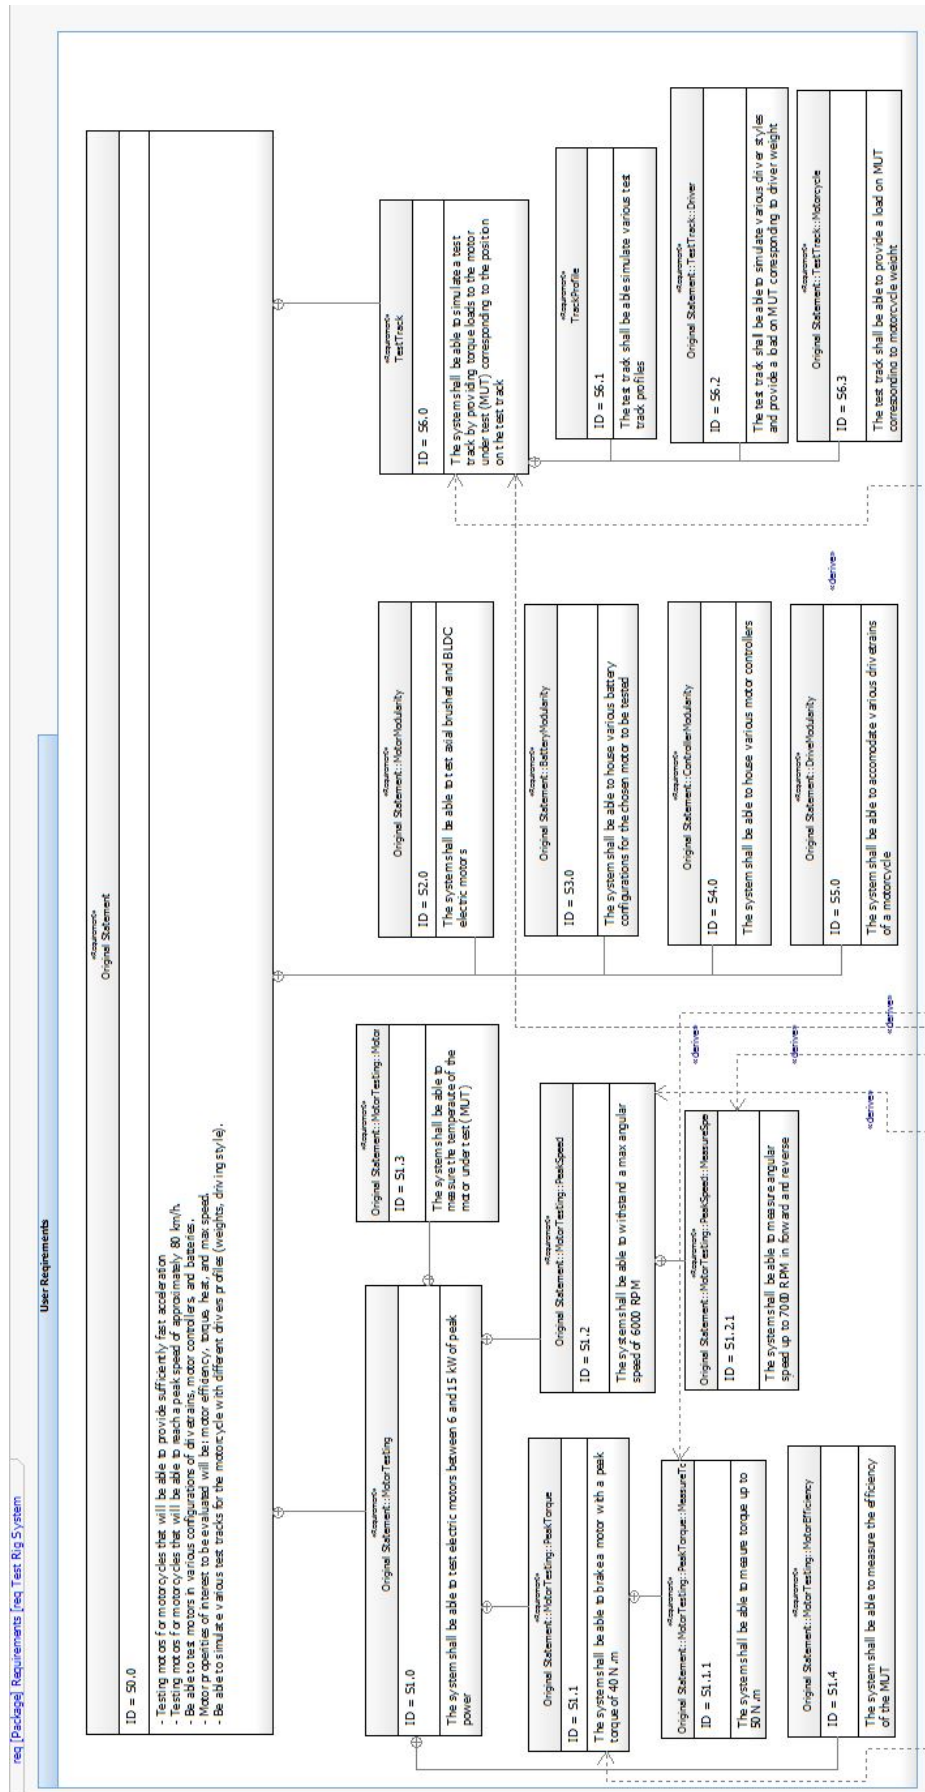 req [Package] Requirements [req Test Rig System
User Reqirements
«Requirement»
Original Statement
ID = S0.0
- Testing motors for motorcycles that will be able to provide sufficiently fast acceleration
- Testing motors for motorcycles that will be able to reach a peak speed of approximately 80 km/h.
- Be able to test motors in various configurations of drivetrains, motor controllers, and batteries.
- Motor properities of interest to be evaluated will be: motor efficiency, torque, heat, and max speed.
- Be able to simulate various test tracks for the motorcycle with different drivers profiles (weights, driving style).
«Requirement»
Original Statement::MotorTesting
ID = S1.0
The system shall be able to test electric motors between 6 and 15 kW of peak
power
«Requirement»
Original Statement::MotorTesting::Motor
ID = S1.3
The system shall be able to
measure the temperaute of the
motor under test (MUT)
«Requirement»
Original Statement::MotorTesting::PeakTorque
ID = S1.1
The system shall be able to brake a motor with a peak
torque of 40 N.m
«Requirement»
Original Statement::MotorTesting::PeakTorque::MeasureTo
ID = S1.1.1
The system shall be able to measure torque up to
50 N.m
«Requirement»
Original Statement::MotorTesting::MotorEfficiency
ID = S1.4
The system shall be able to measure the efficiency
of the MUT
«Requirement»
Original Statement::MotorTesting::PeakSpeed
ID = S1.2
The system shall be able to withstand a max angular
speed of 6000 RPM
«Requirement»
Original Statement::MotorTesting::PeakSpeed::MeasureSpe
ID = S1.2.1
The system shall be able to measure angular
speed up to 7000 RPM in forward and reverse
«derive»
«derive»
«derive»
«derive»
«Requirement»
Original Statement::MotorModularity
ID = S2.0
The system shall be able to test axial brushed and BLDC
electric motors
«Requirement»
Original Statement::BatteryModularity
ID = S3.0
The system shall be able to house various battery
configurations for the chosen motor to be tested
«Requirement»
Original Statement::ControllerModularity
ID = S4.0
The system shall be able to house various motor controllers
«Requirement»
Original Statement::DriveModularity
ID = S5.0
The system shall be able to accomodate various drivetrains
of a motorcycle
«derive»
«Requirement»
TestTrack
ID = S6.0
The system shall be able to simulate a test
track by providing torque loads to the motor
under test (MUT) corresponding to the position
on the test track
«Requirement»
TrackProfile
ID = S6.1
The test track shall be able simulate various test
track profiles
«Requirement»
Original Statement::TestTrack::Driver
ID = S6.2
The test track shall be able to simulate various driver styles
and provide a load on MUT corresponding to driver weight
«Requirement»
Original Statement::TestTrack::Motorcycle
ID = S6.3
The test track shall be able to provide a load on MUT
corresponding to motorcycle weight